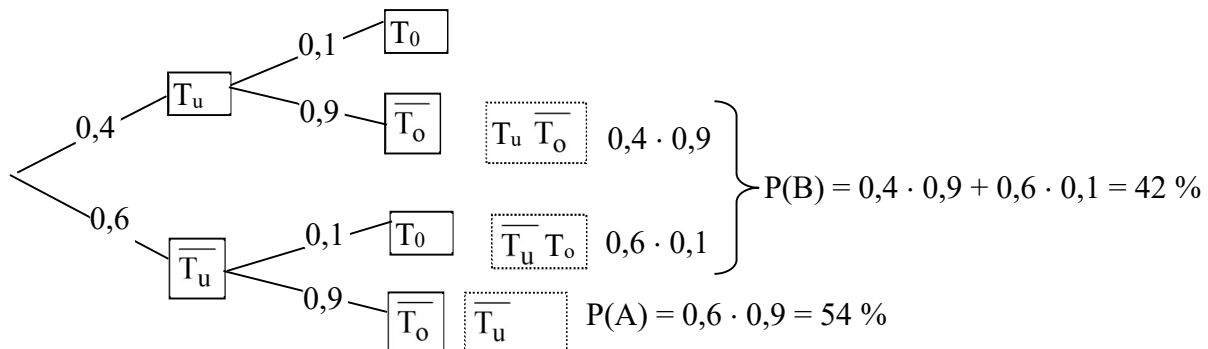 0,1 T₀
0,4 Tᵤ 0,9 T̅ₒ Tᵤ T̅ₒ 0,4 · 0,9
P(B) = 0,4 · 0,9 + 0,6 · 0,1 = 42 %
0,6 T̅ᵤ 0,1 T₀ T̅ᵤ Tₒ 0,6 · 0,1
0,9 T̅ₒ T̅ᵤ P(A) = 0,6 · 0,9 = 54 %